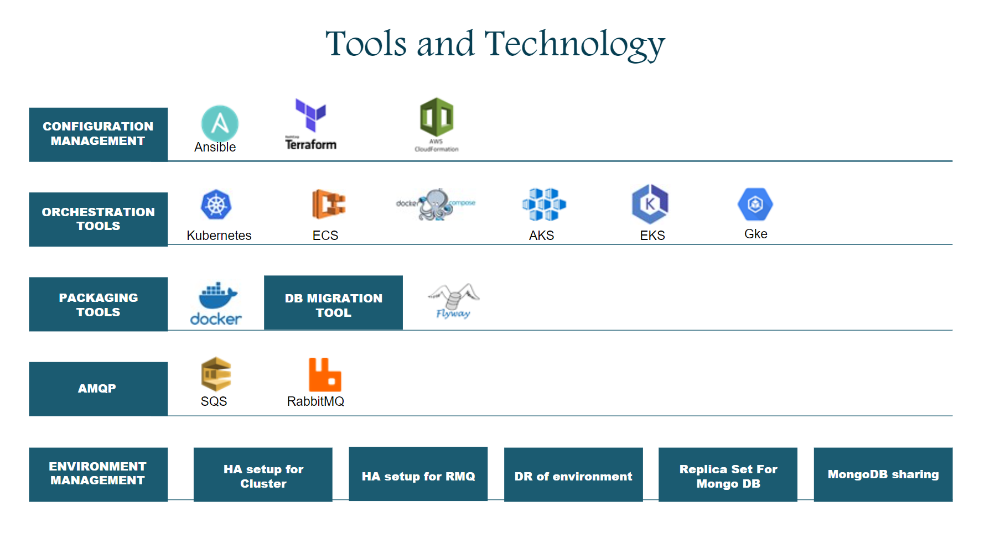 Tools and Technology
CONFIGURATION
MANAGEMENT
Ansible
HashiCorp
Terraform
AWS
CloudFormation
ORCHESTRATION
TOOLS
Kubernetes
ECS
docker compose
AKS
EKS
Gke
PACKAGING
TOOLS
docker
DB MIGRATION
TOOL
Flyway
AMQP
SQS
RabbitMQ
ENVIRONMENT
MANAGEMENT
HA setup for
Cluster
HA setup for RMQ
DR of environment
Replica Set For
Mongo DB
MongoDB sharing